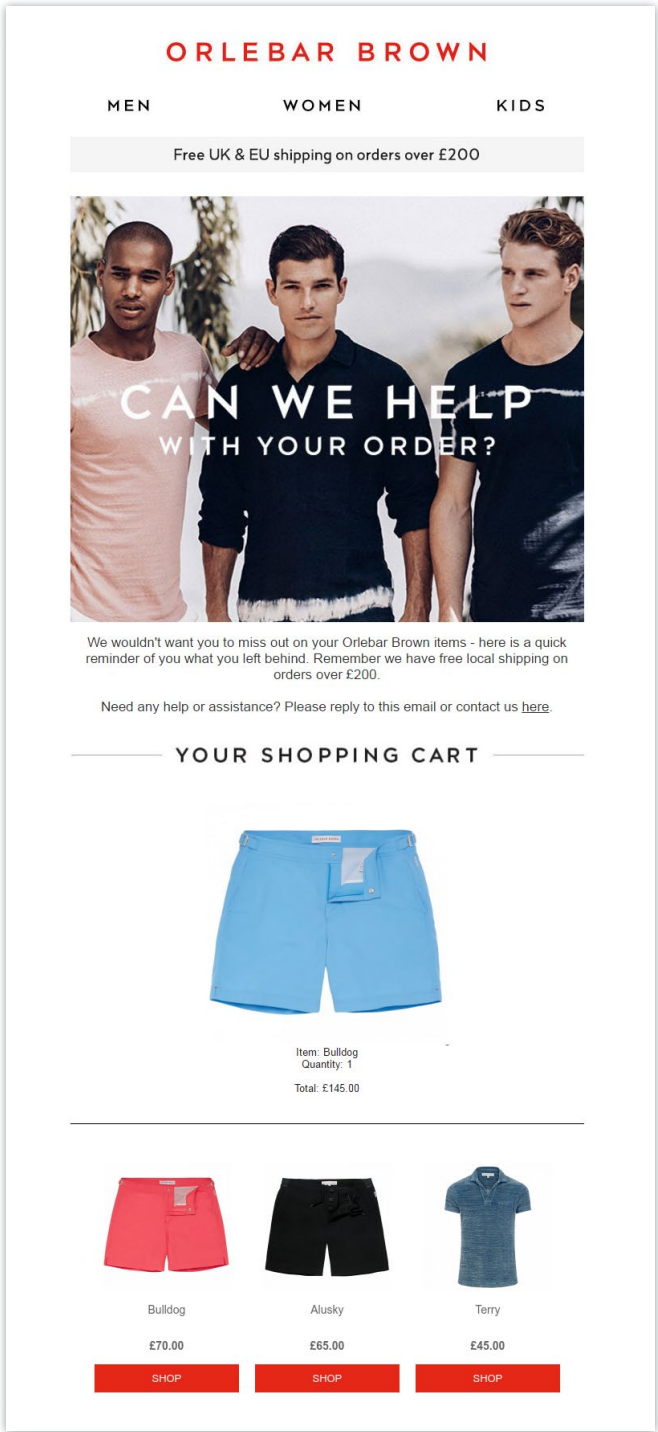 ORLEBAR BROWN
MEN WOMEN KIDS
Free UK & EU shipping on orders over £200
CAN WE HELP
WITH YOUR ORDER?
We wouldn't want you to miss out on your Orlebar Brown items - here is a quick
reminder of you what you left behind. Remember we have free local shipping on
orders over £200.
Need any help or assistance? Please reply to this email or contact us here.
YOUR SHOPPING CART
Item: Bulldog
Quantity: 1
Total: £145.00
Bulldog Alusky Terry
£70.00 £65.00 £45.00
SHOP SHOP SHOP